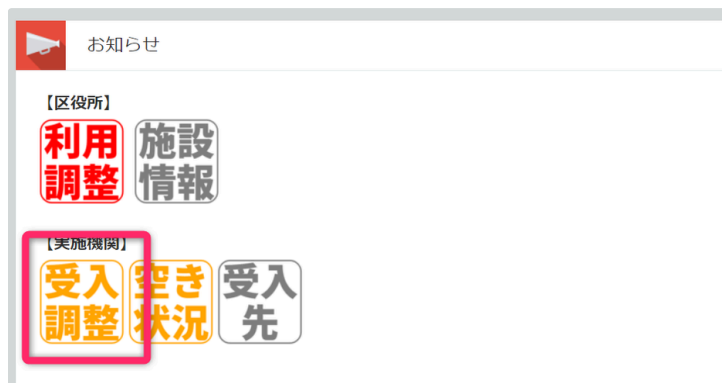 お知らせ
【区役所】
利用 施設
調整 情報
【実施機関】
受入 空き 受入
調整 状況 先